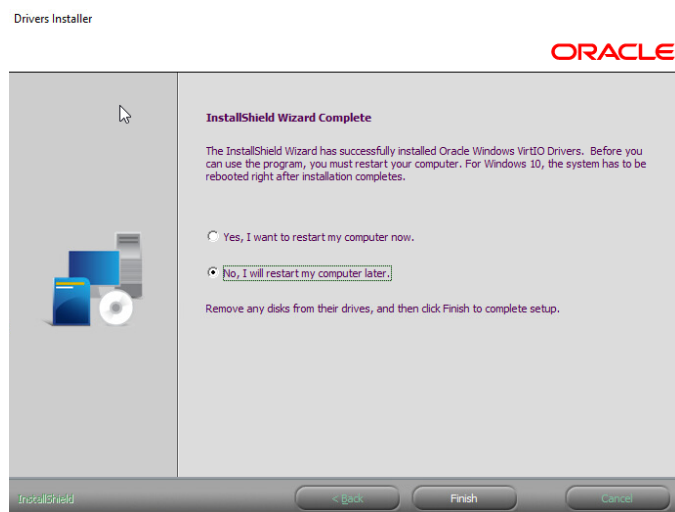 Drivers Installer
ORACLE
InstallShield Wizard Complete
The InstallShield Wizard has successfully installed Oracle Windows VirtIO Drivers. Before you
can use the program, you must restart your computer. For Windows 10, the system has to be
rebooted right after installation completes.
Yes, I want to restart my computer now.
No, I will restart my computer later.
Remove any disks from their drives, and then click Finish to complete setup.
InstallShield
< Back
Finish
Cancel